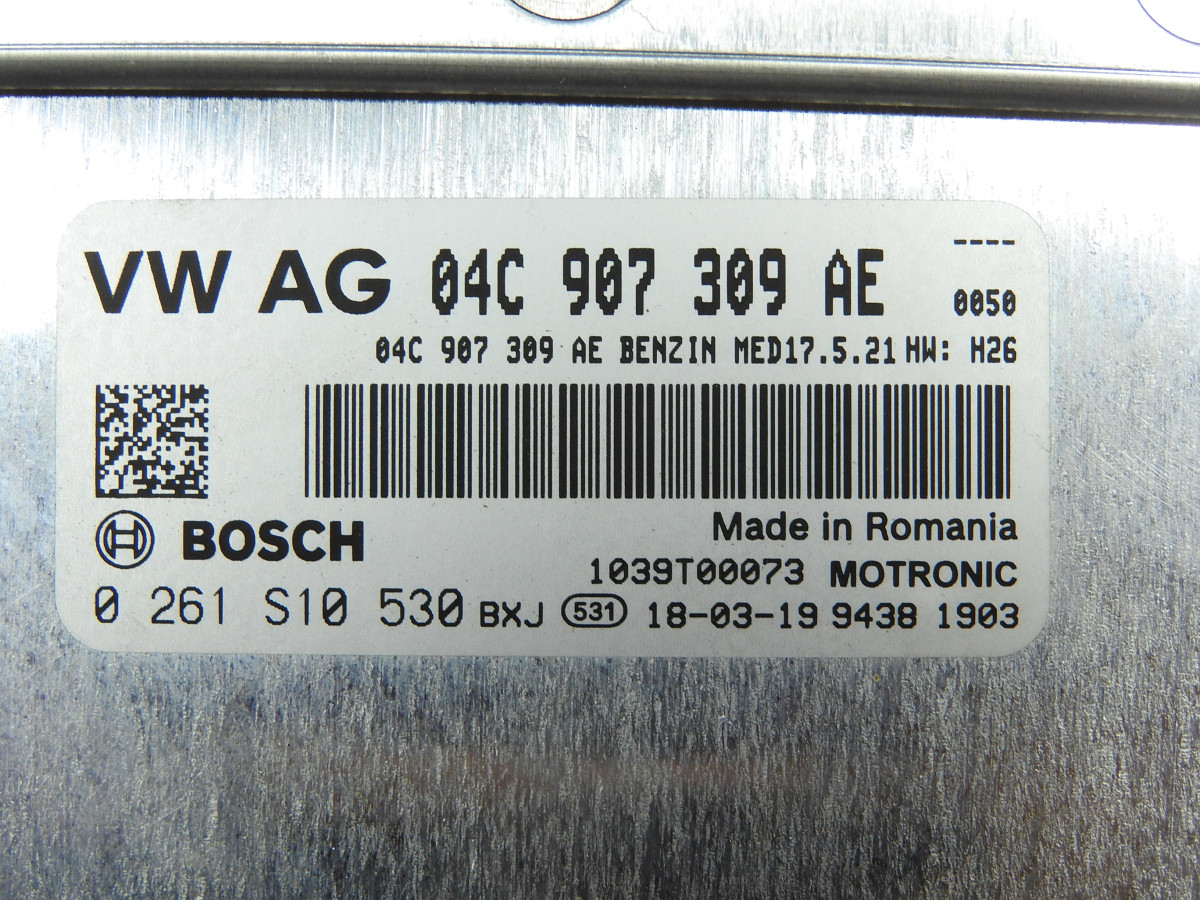 VW AG 04C 907 309 AE ----
0050
04C 907 309 AE BENZIN MED17.5.21 HW: H26
BOSCH
Made in Romania
1039T00073 MOTRONIC
0 261 S10 530 BXJ 531 18-03-19 9438 1903